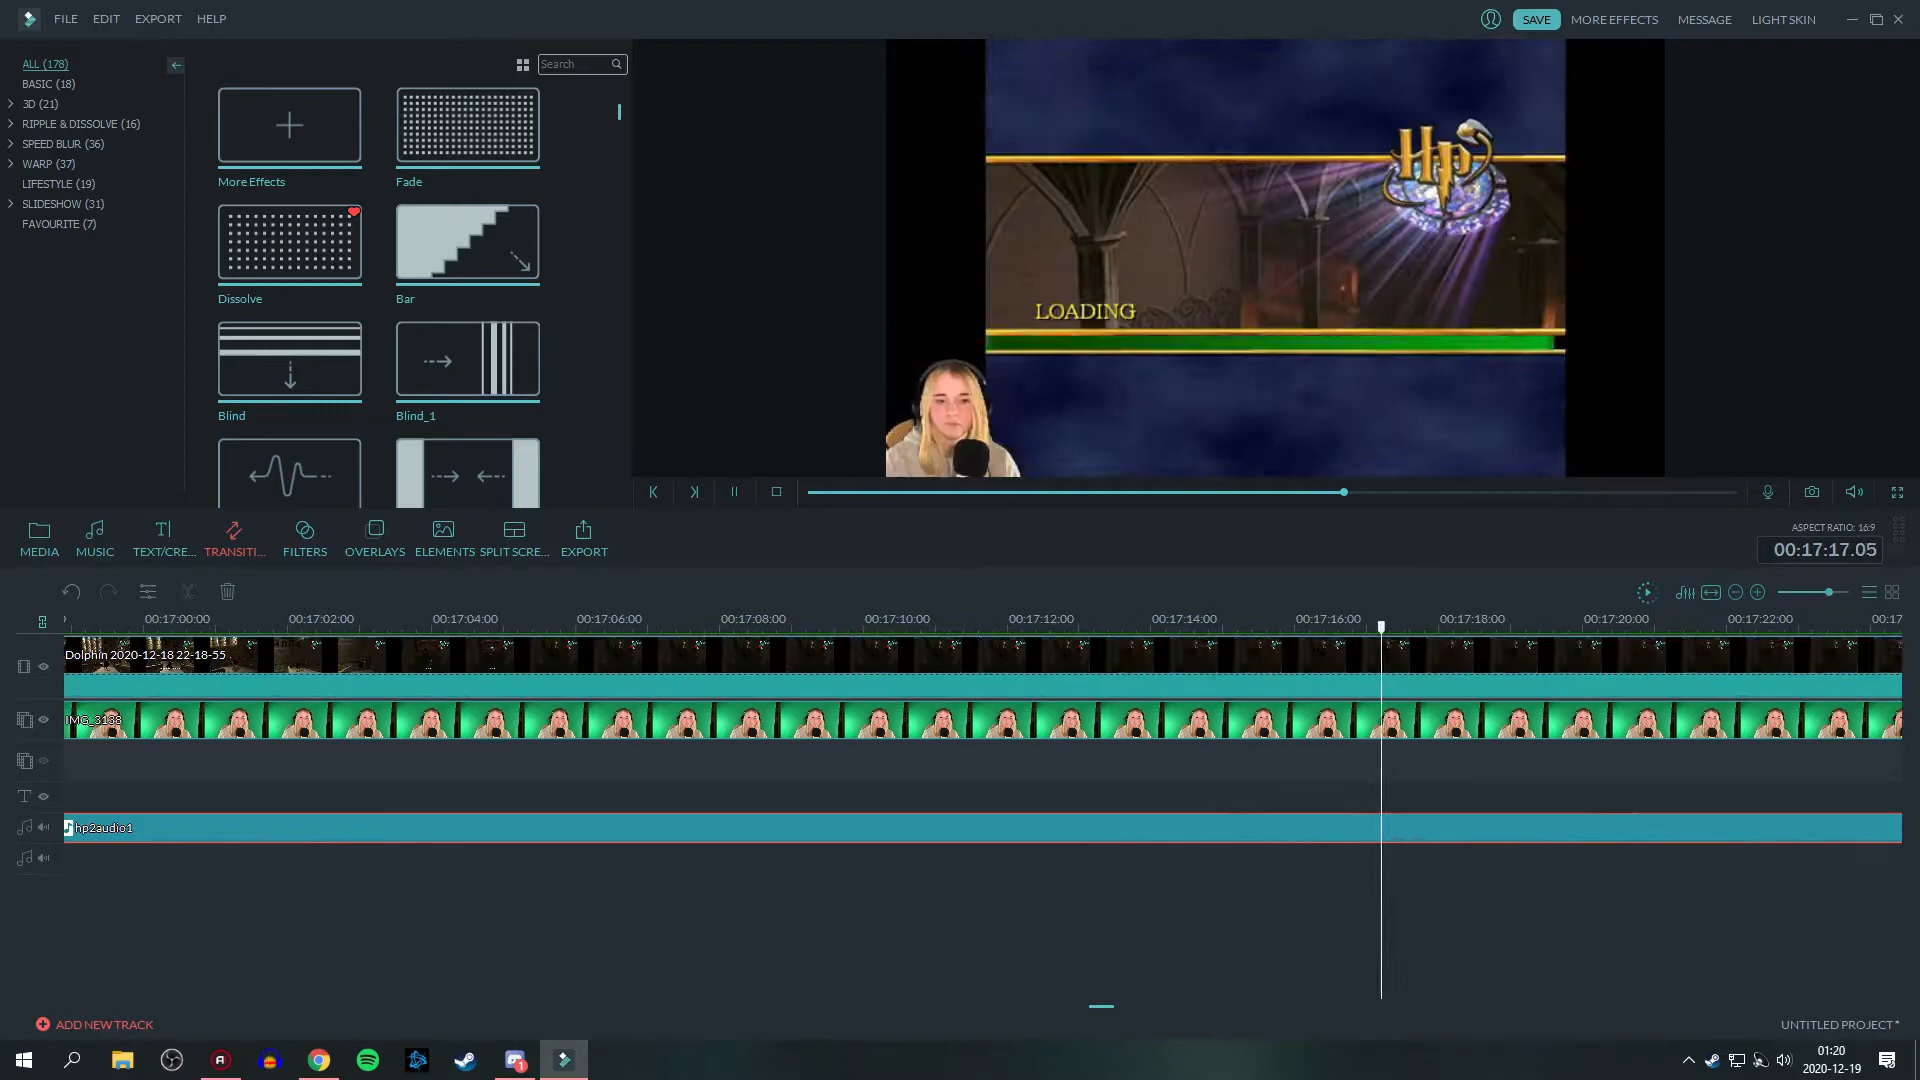 FILE EDIT EXPORT HELP
SAVE MORE EFFECTS MESSAGE LIGHT SKIN
ALL (178)
BASIC (18)
3D (21)
RIPPLE & DISSOLVE (16)
SPEED BLUR (36)
WARP (37)
LIFESTYLE (19)
SLIDESHOW (31)
FAVOURITE (7)
Search
More Effects Fade
Dissolve Bar
Blind Blind_1
Hp
LOADING
MEDIA MUSIC TEXT/CRE... TRANSITI... FILTERS OVERLAYS ELEMENTS SPLIT SCRE... EXPORT
ASPECT RATIO: 16:9
00:17:17.05
00:17:00:00 00:17:02:00 00:17:04:00 00:17:06:00 00:17:08:00 00:17:10:00 00:17:12:00 00:17:14:00 00:17:16:00 00:17:18:00 00:17:20:00 00:17:22:00 00:17
Dolphin 2020-12-18 22-18-55
IMG_3138
hp2audio1
ADD NEW TRACK
UNTITLED PROJECT*
1
01:20
2020-12-19